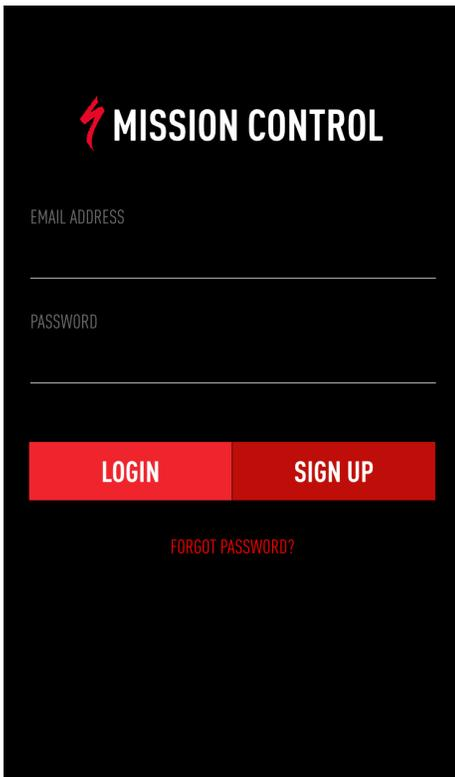 MISSION CONTROL
EMAIL ADDRESS
PASSWORD
LOGIN SIGN UP
FORGOT PASSWORD?